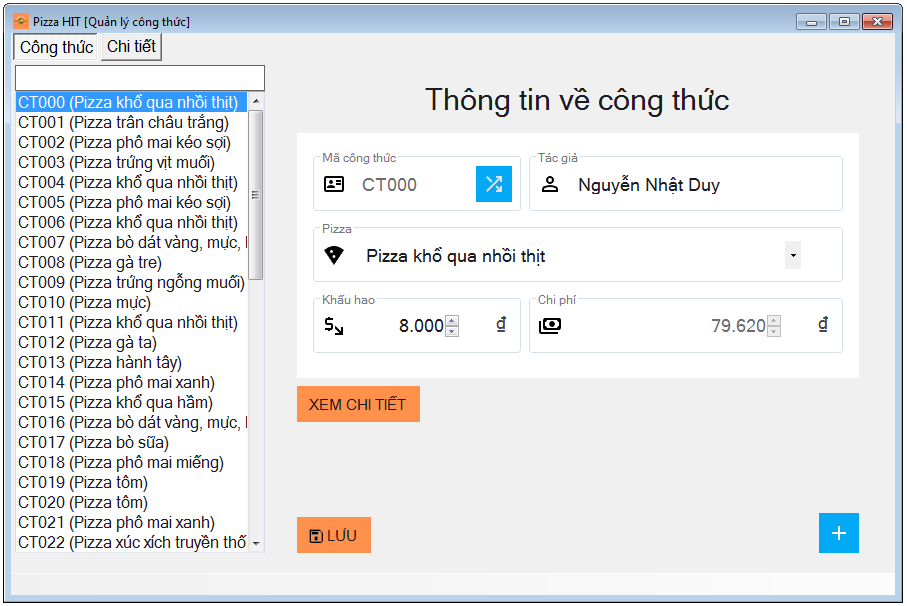 Pizza HIT [Quản lý công thức]
Công thức Chi tiết
CT000 (Pizza khổ qua nhồi thịt)
CT001 (Pizza trân châu trắng)
CT002 (Pizza phô mai kéo sợi)
CT003 (Pizza trứng vịt muối)
CT004 (Pizza khổ qua nhồi thịt)
CT005 (Pizza phô mai kéo sợi)
CT006 (Pizza khổ qua nhồi thịt)
CT007 (Pizza bò dát vàng, mực,
CT008 (Pizza gà tre)
CT009 (Pizza trứng ngỗng muối)
CT010 (Pizza mực)
CT011 (Pizza khổ qua nhồi thịt)
CT012 (Pizza gà ta)
CT013 (Pizza hành tây)
CT014 (Pizza phô mai xanh)
CT015 (Pizza khổ qua hầm)
CT016 (Pizza bò dát vàng, mực,
CT017 (Pizza bò sữa)
CT018 (Pizza phô mai miếng)
CT019 (Pizza tôm)
CT020 (Pizza tôm)
CT021 (Pizza phô mai xanh)
CT022 (Pizza xúc xích truyền thố
Thông tin về công thức
Mã công thức
CT000
Tác giả
Nguyễn Nhật Duy
Pizza
Pizza khổ qua nhồi thịt
Khấu hao
8.000 ₫
Chi phí
79.620 ₫
XEM CHI TIẾT
LƯU